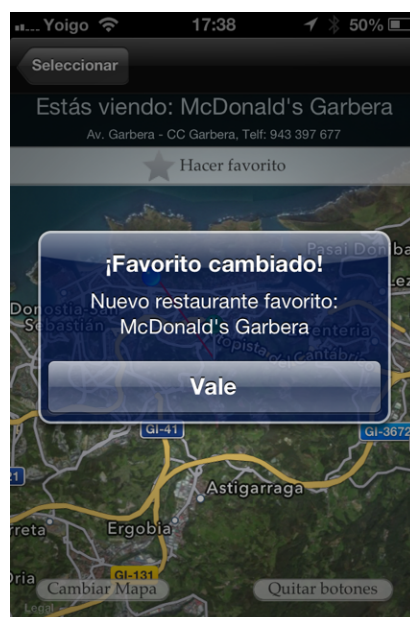 Yoigo 17:38 50%
Seleccionar
Estás viendo: McDonald's Garbera
Av. Garbera - CC Garbera, Telf: 943 397 677
Hacer favorito
Pasai Don
¡Favorito cambiado!
Nuevo restaurante favorito:
McDonald's Garbera
Vale
GI-41
GI-3672
Astigarraga
Ergobia
GI-131
Cambiar Mapa
Quitar botones
Legal